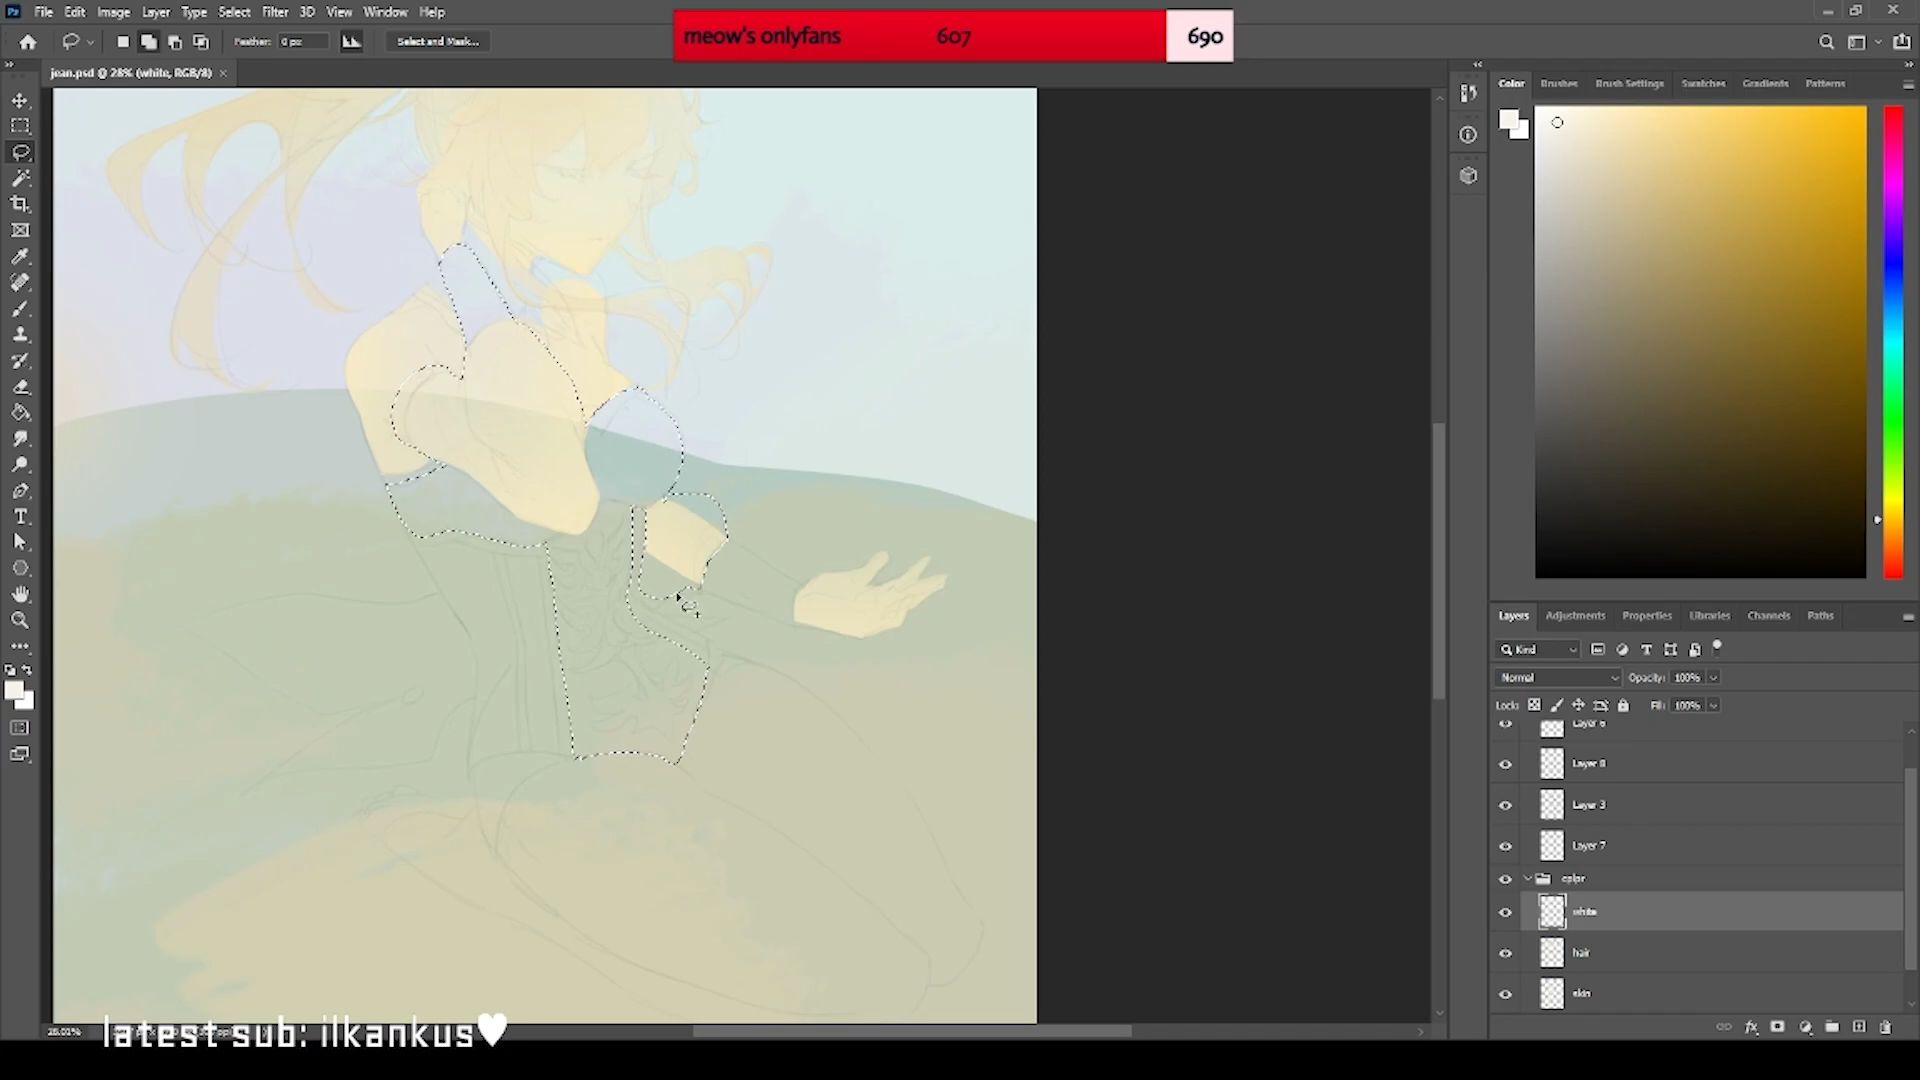 Ps File Edit Image Layer Type Select Filter 3D View Window Help
meow's onlyfans 607 690
Feather: 0 px Select and Mask...
jean.psd @ 28% (white, RGB/8) ×
Color Brushes Brush Settings Swatches Gradients Patterns
Layers Adjustments Properties Libraries Channels Paths
Kind
Normal Opacity: 100%
Lock: Fill: 100%
Layer 6
Layer 8
Layer 3
Layer 7
white
hair
skin
latest sub: ilkankus♥